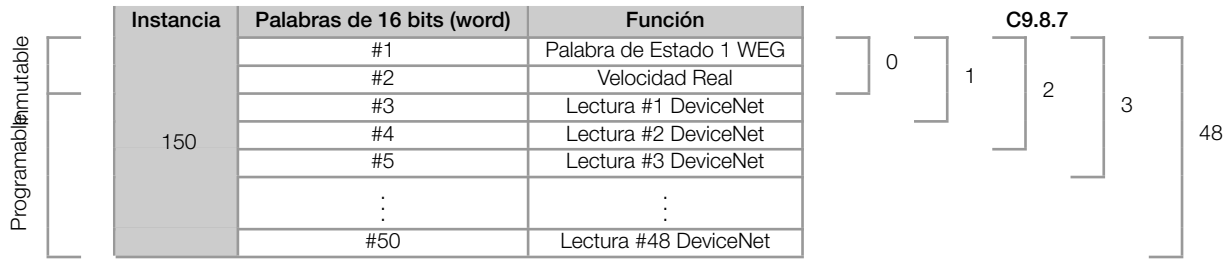 Instancia Palabras de 16 bits (word) Función C9.8.7
Inmutable
Programable
150
#1 Palabra de Estado 1 WEG
#2 Velocidad Real
#3 Lectura #1 DeviceNet
#4 Lectura #2 DeviceNet
#5 Lectura #3 DeviceNet
. .
. .
. .
#50 Lectura #48 DeviceNet
0
1
2
3
48